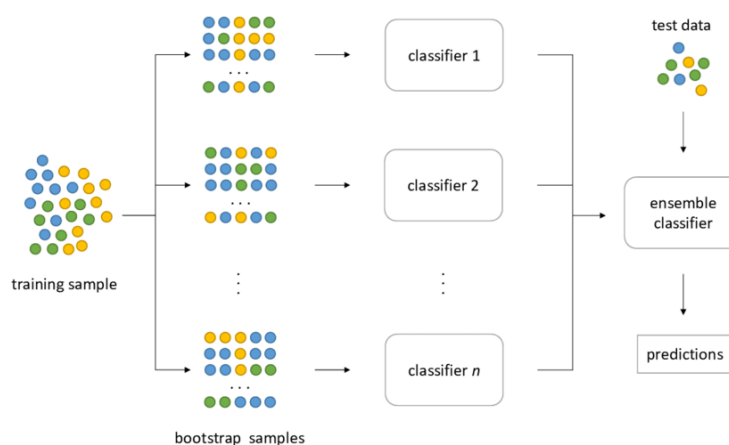 test data
classifier 1
...
classifier 2
...
ensemble
classifier
training sample
...
...
predictions
classifier n
...
bootstrap samples